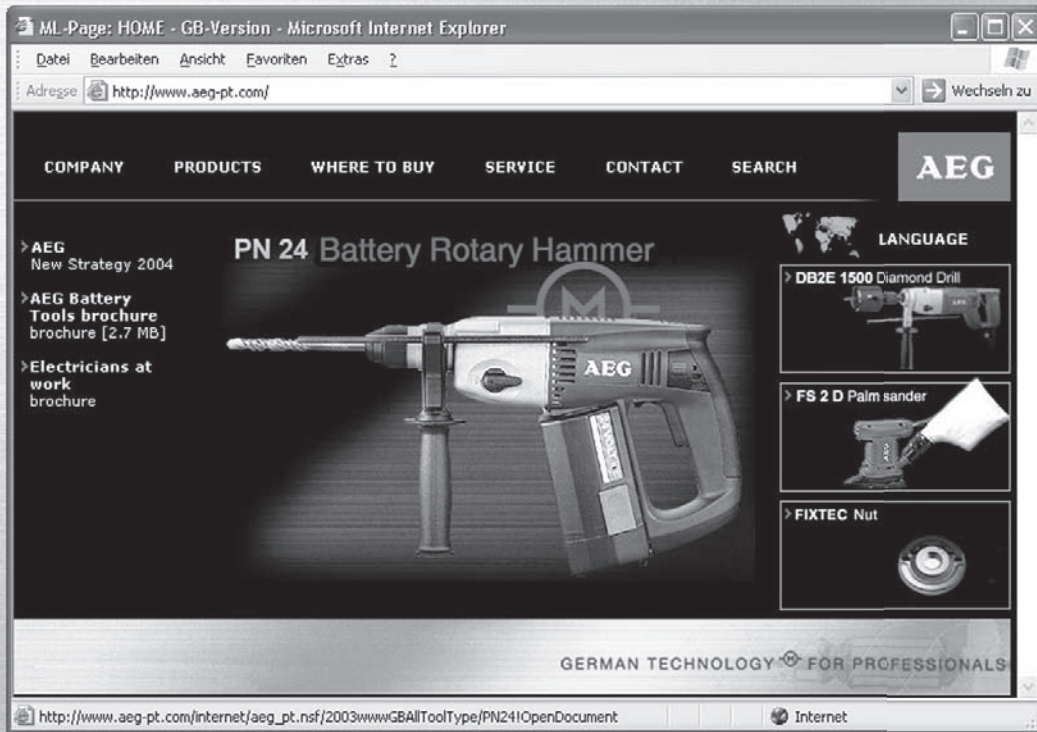 ML-Page: HOME - GB-Version - Microsoft Internet Explorer
Datei Bearbeiten Ansicht Favoriten Extras ?
Adresse http://www.aeg-pt.com/ Wechseln zu
COMPANY PRODUCTS WHERE TO BUY SERVICE CONTACT SEARCH AEG
AEG
New Strategy 2004
AEG Battery
Tools brochure
brochure [2.7 MB]
Electricians at
work
brochure
PN 24 Battery Rotary Hammer
M
AEG
LANGUAGE
DB2E 1500 Diamond Drill
AEG
FS 2 D Palm sander
AEG
FIXTEC Nut
GERMAN TECHNOLOGY M FOR PROFESSIONALS
http://www.aeg-pt.com/internet/aeg_pt.nsf/2003wwwGBAllToolType/PN24!OpenDocument Internet